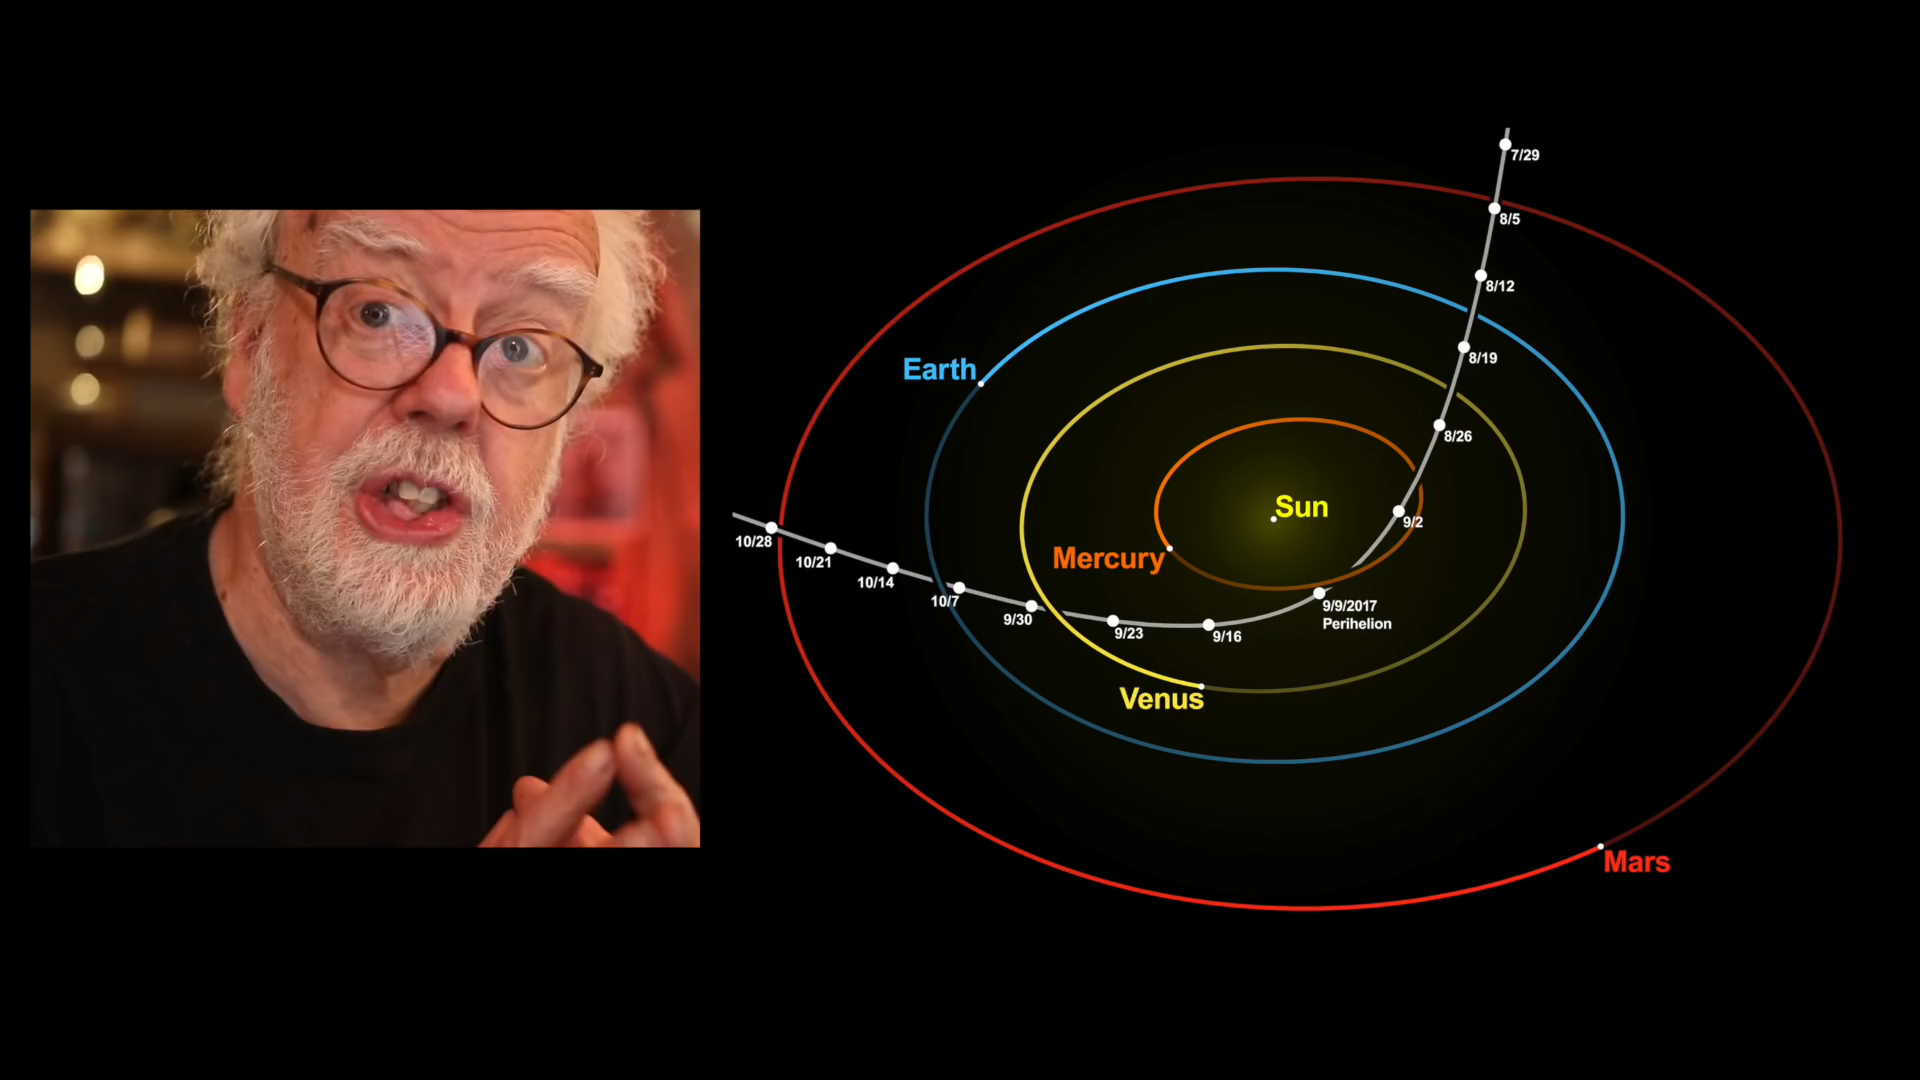 7/29
8/5
8/12
8/19
Earth
8/26
Sun
9/2
10/28
Mercury
10/21
10/14
10/7
9/9/2017
Perihelion
9/30
9/23
9/16
Venus
Mars